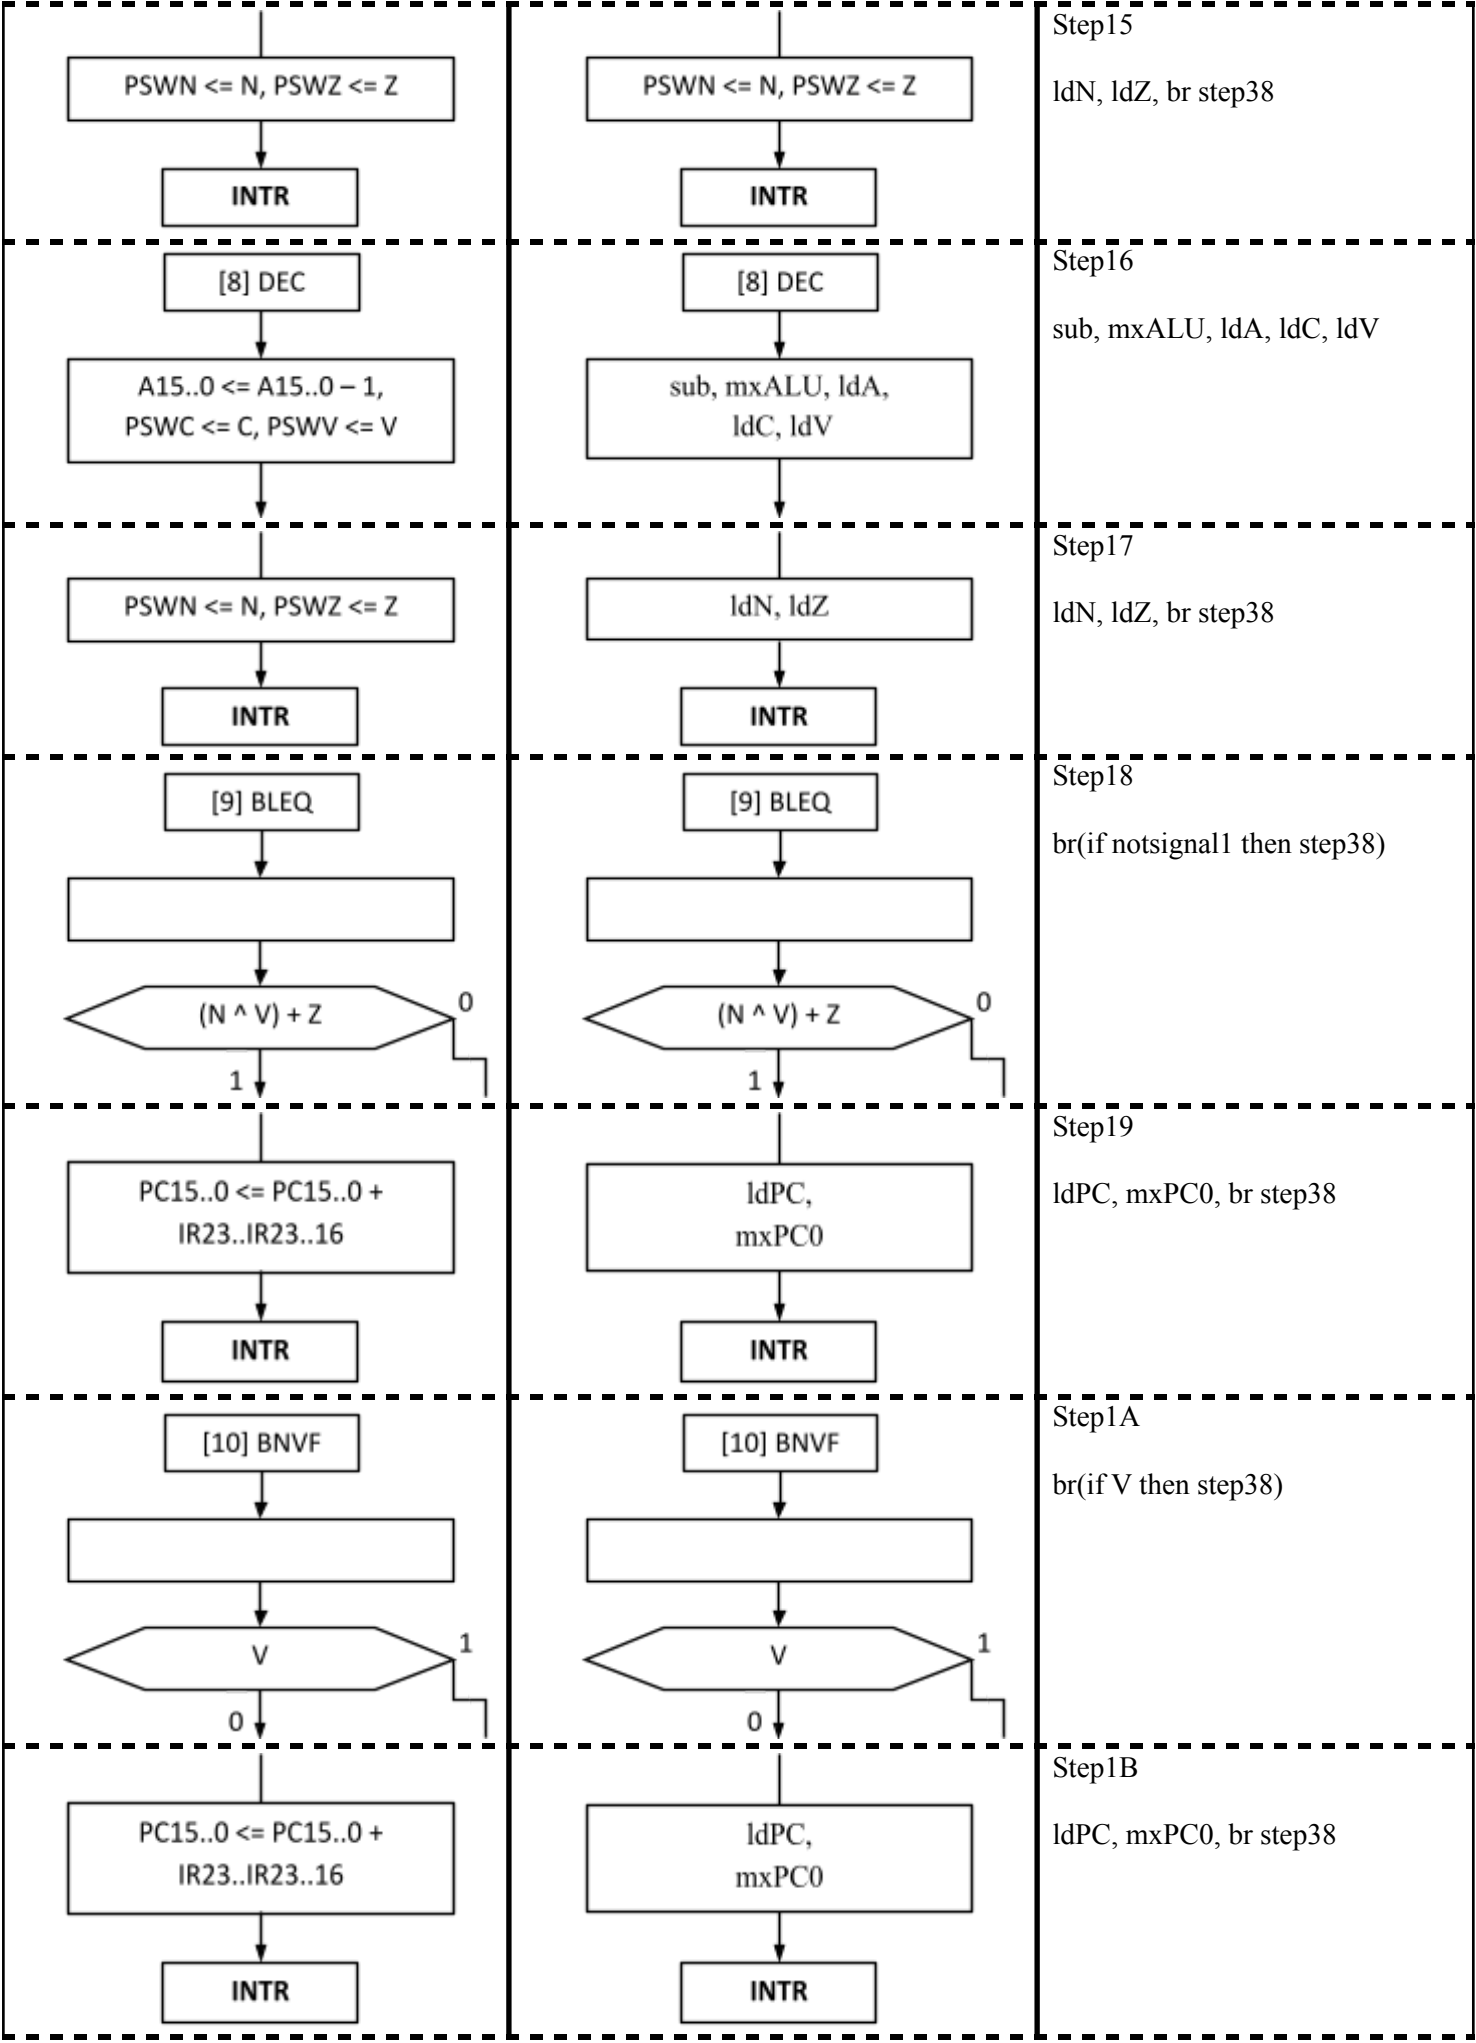 PSWN <= N, PSWZ <= Z
INTR
PSWN <= N, PSWZ <= Z
INTR
Step15
ldN, ldZ, br step38
[8] DEC
A15..0 <= A15..0 – 1,
PSWC <= C, PSWV <= V
[8] DEC
sub, mxALU, ldA,
ldC, ldV
Step16
sub, mxALU, ldA, ldC, ldV
PSWN <= N, PSWZ <= Z
INTR
ldN, ldZ
INTR
Step17
ldN, ldZ, br step38
[9] BLEQ
(N ^ V) + Z
0
1
[9] BLEQ
(N ^ V) + Z
0
1
Step18
br(if notsignal1 then step38)
PC15..0 <= PC15..0 +
IR23..IR23..16
INTR
ldPC,
mxPC0
INTR
Step19
ldPC, mxPC0, br step38
[10] BNVF
V
1
0
[10] BNVF
V
1
0
Step1A
br(if V then step38)
PC15..0 <= PC15..0 +
IR23..IR23..16
INTR
ldPC,
mxPC0
INTR
Step1B
ldPC, mxPC0, br step38